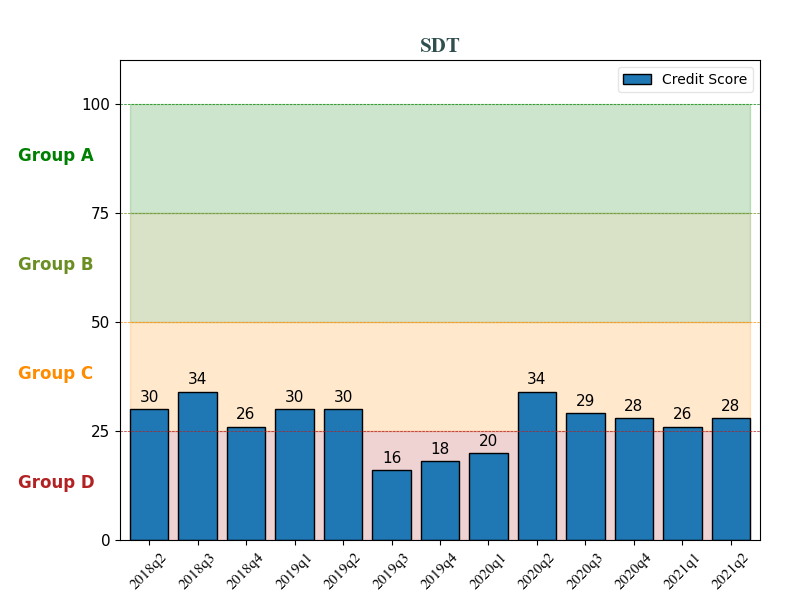 SDT
Credit Score
100
Group A
75
Group B
50
Group C
34
34
30
30
30
29
28
28
26
26
25
20
18
16
Group D
0
2018q2
2018q3
2018q4
2019q1
2019q2
2019q3
2019q4
2020q1
2020q2
2020q3
2020q4
2021q1
2021q2